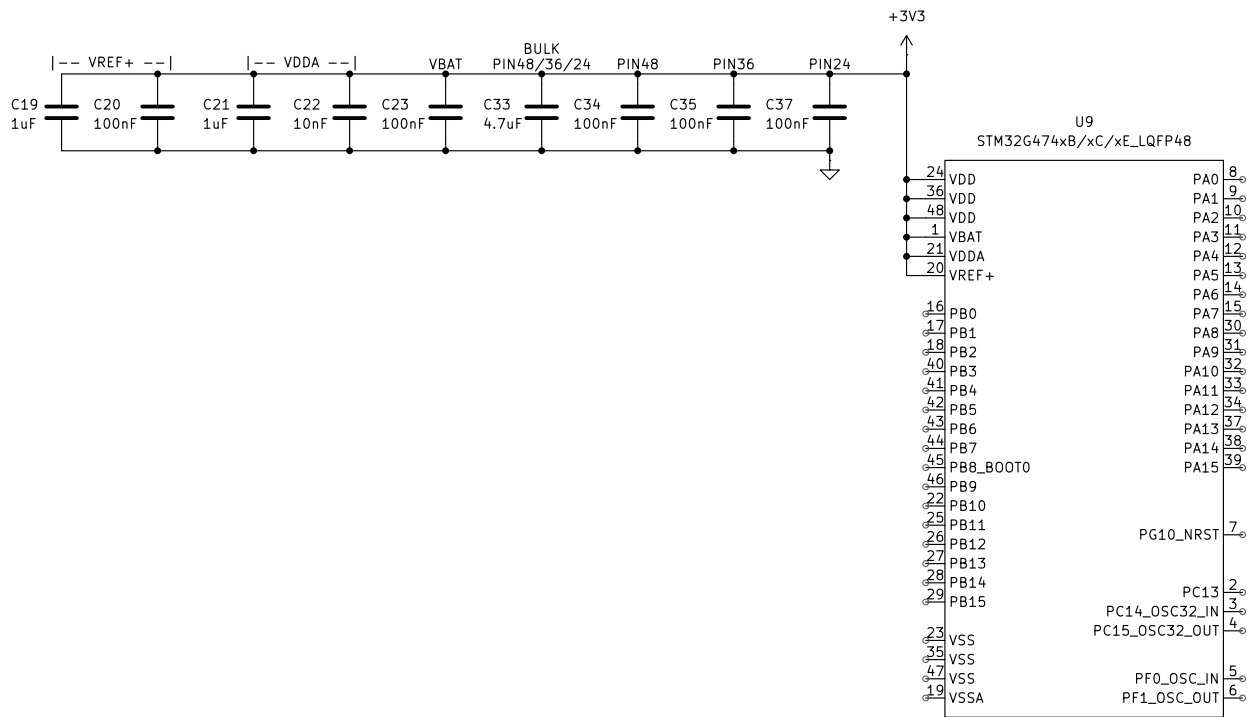 +3V3
BULK
|-- VREF+ --| |-- VDDA --| VBAT PIN48/36/24 PIN48 PIN36 PIN24
C19 C20 C21 C22 C23 C33 C34 C35 C37
1uF 100nF 1uF 10nF 100nF 4.7uF 100nF 100nF 100nF
U9
STM32G474xB/xC/xE_LQFP48
24 VDD PA0 8
36 VDD PA1 9
48 VDD PA2 10
1 VBAT PA3 11
21 VDDA PA4 12
20 VREF+ PA5 13
PA6 14
16 PB0 PA7 15
17 PB1 PA8 30
18 PB2 PA9 31
40 PB3 PA10 32
41 PB4 PA11 33
42 PB5 PA12 34
43 PB6 PA13 37
44 PB7 PA14 38
45 PB8_BOOT0 PA15 39
46 PB9
22 PB10
25 PB11
26 PB12 PG10_NRST 7
27 PB13
28 PB14
29 PB15 PC13 2
PC14_OSC32_IN 3
PC15_OSC32_OUT 4
23 VSS
35 VSS
47 VSS PF0_OSC_IN 5
19 VSSA PF1_OSC_OUT 6